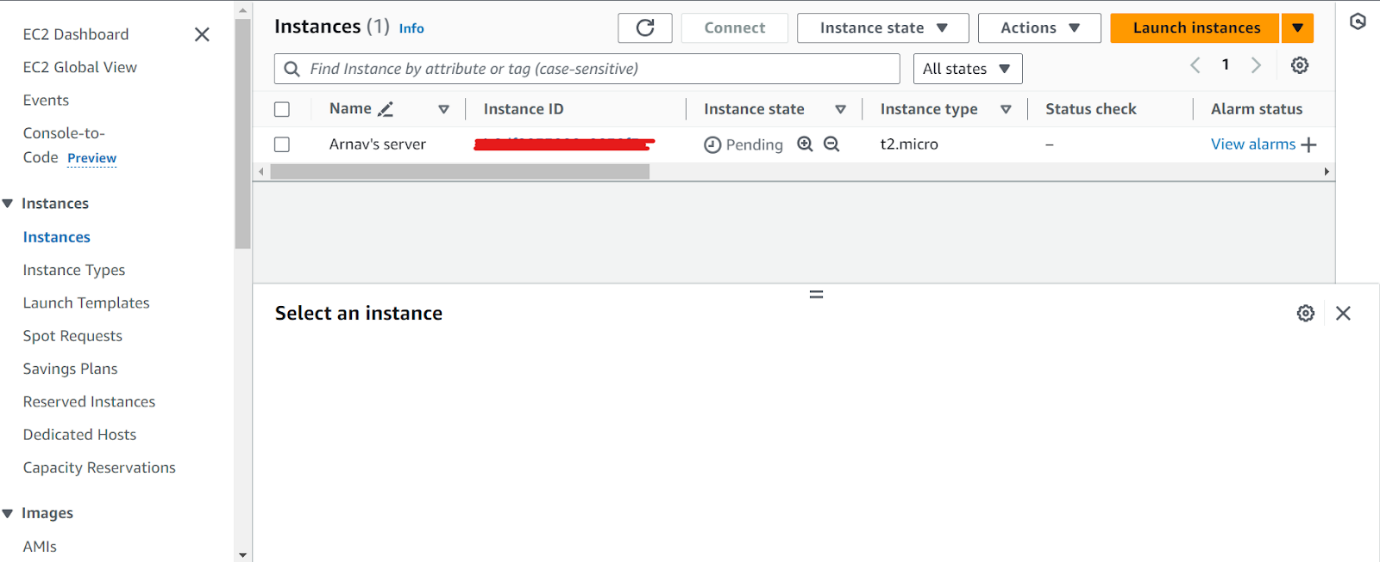 EC2 Dashboard
EC2 Global View
Events
Console-to-
Code Preview
Instances
Instances
Instance Types
Launch Templates
Spot Requests
Savings Plans
Reserved Instances
Dedicated Hosts
Capacity Reservations
Images
AMIs
Instances (1) Info
Connect
Instance state
Actions
Launch instances
Find Instance by attribute or tag (case-sensitive)
All states
1
Name Instance ID Instance state Instance type Status check Alarm status
Arnav's server Pending t2.micro – View alarms
Select an instance